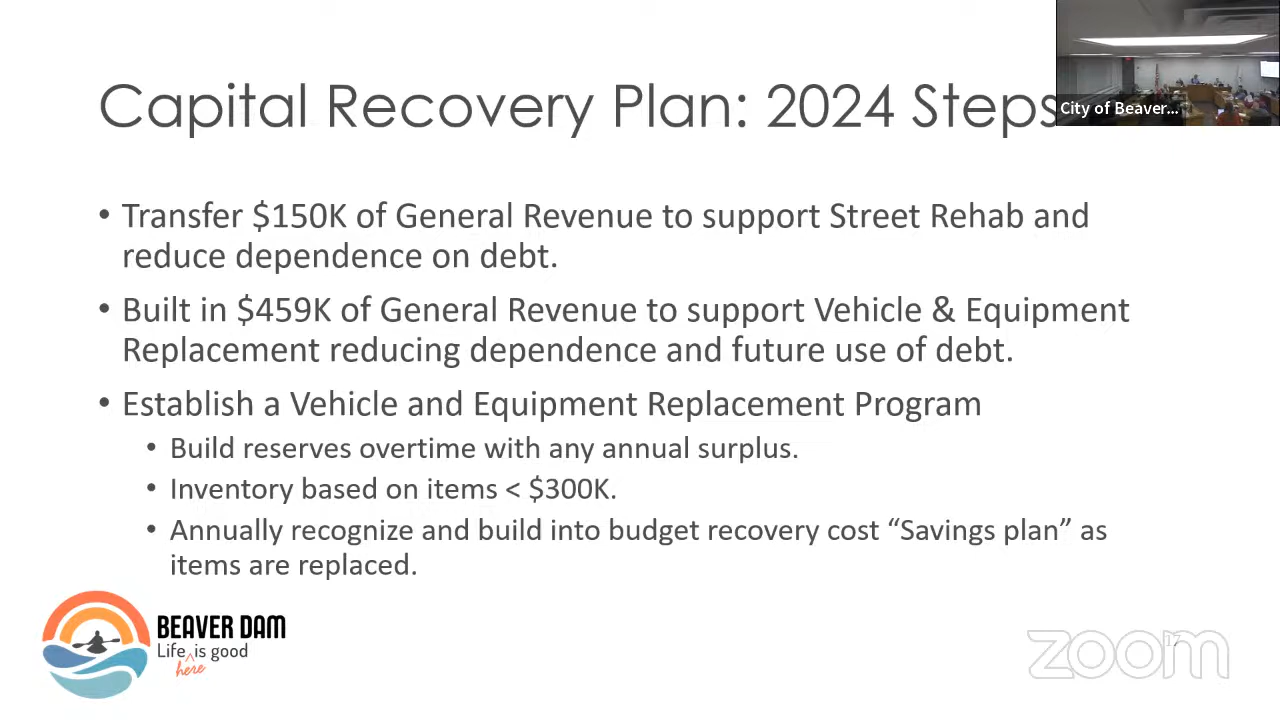 Capital Recovery Plan: 2024 Steps
City of Beaver...
• Transfer $150K of General Revenue to support Street Rehab and
reduce dependence on debt.
• Built in $459K of General Revenue to support Vehicle & Equipment
Replacement reducing dependence and future use of debt.
• Establish a Vehicle and Equipment Replacement Program
• Build reserves overtime with any annual surplus.
• Inventory based on items < $300K.
• Annually recognize and build into budget recovery cost “Savings plan” as
items are replaced.
BEAVER DAM
Life is good
here
zoom
17